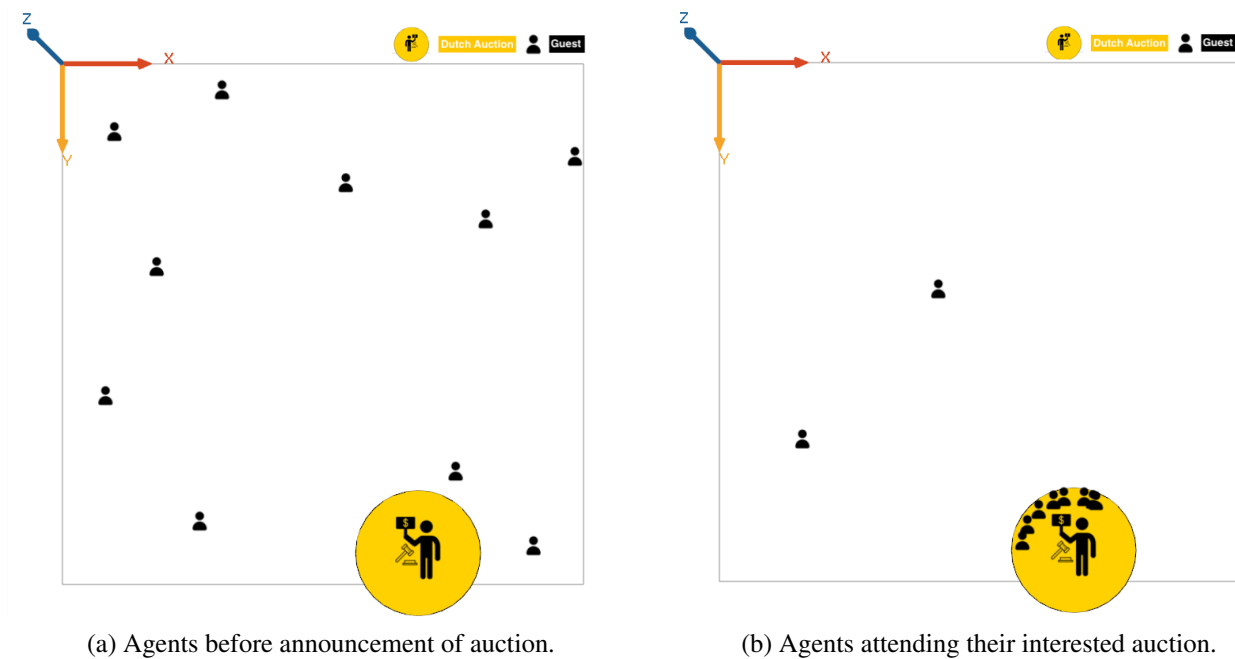 Z
X
Y
Dutch Auction
Guest
$
(a) Agents before announcement of auction.
Z
X
Y
Dutch Auction
Guest
$
(b) Agents attending their interested auction.